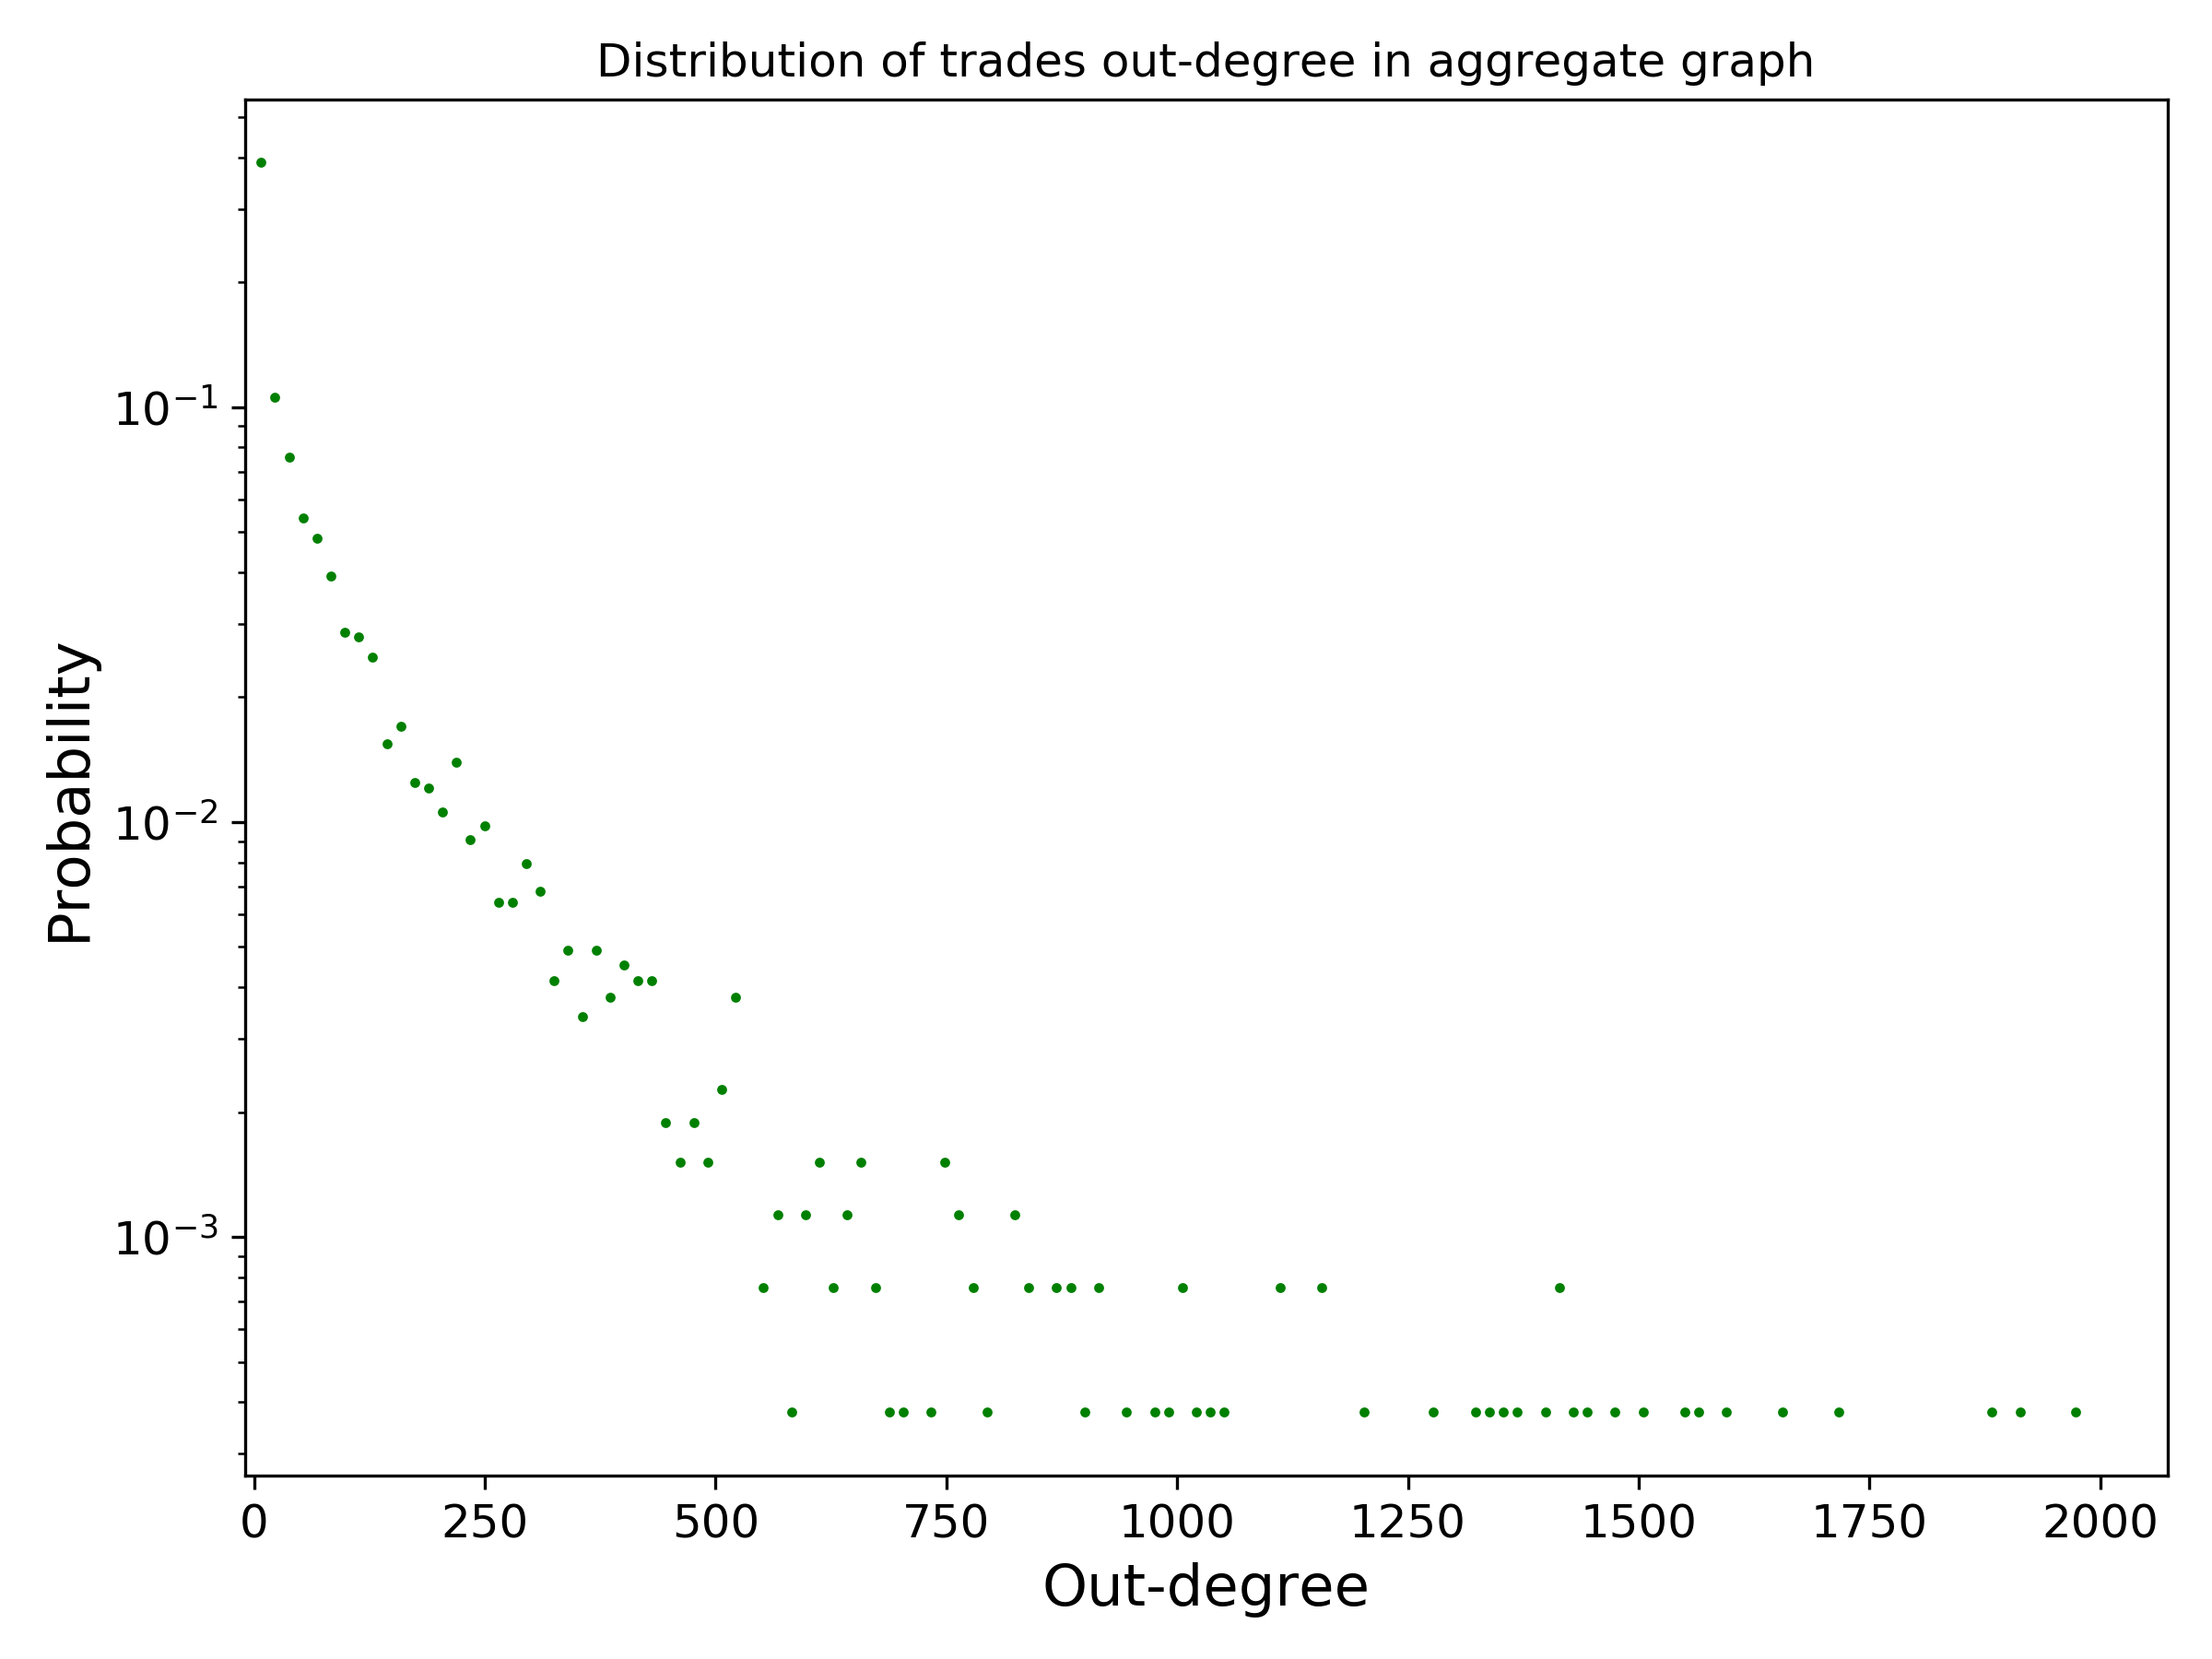 Distribution of trades out-degree in aggregate graph
Probability
10⁻¹
10⁻²
10⁻³
0 250 500 750 1000 1250 1500 1750 2000
Out-degree